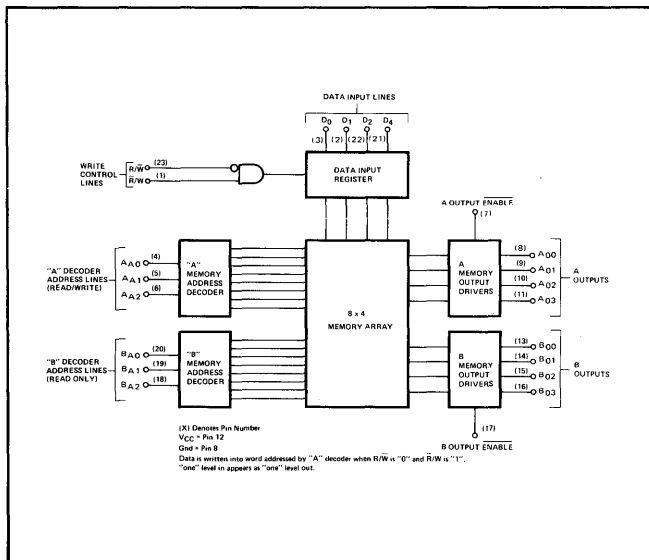 DATA INPUT LINES
D0 D1 D2 D4
(3) (2) (22) (21)
WRITE CONTROL LINES
R/W̅ (23)
R̅/W (1)
DATA INPUT REGISTER
A OUTPUT E̅N̅A̅B̅L̅E̅
(7)
"A" DECODER ADDRESS LINES (READ/WRITE)
AA0 (4)
AA1 (5)
AA2 (6)
"A" MEMORY ADDRESS DECODER
8 x 4 MEMORY ARRAY
A MEMORY OUTPUT DRIVERS
(8) A00
(9) A01
(10) A02
(11) A03
A OUTPUTS
"B" DECODER ADDRESS LINES (READ ONLY)
BA0 (20)
BA1 (19)
BA2 (18)
"B" MEMORY ADDRESS DECODER
B MEMORY OUTPUT DRIVERS
(13) B00
(14) B01
(15) B02
(16) B03
B OUTPUTS
(17)
B OUTPUT E̅N̅A̅B̅L̅E̅
(X) Denotes Pin Number
VCC = Pin 12
Gnd = Pin 8
Data is written into word addressed by "A" decoder when R/W̅ is "0" and R̅/W is "1".
"one" level in appears as "one" level out.